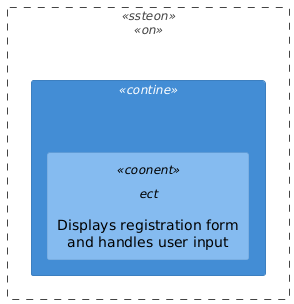 «ssteon»
«on»
«contine»
«coonent»
ect
Displays registration form
and handles user input